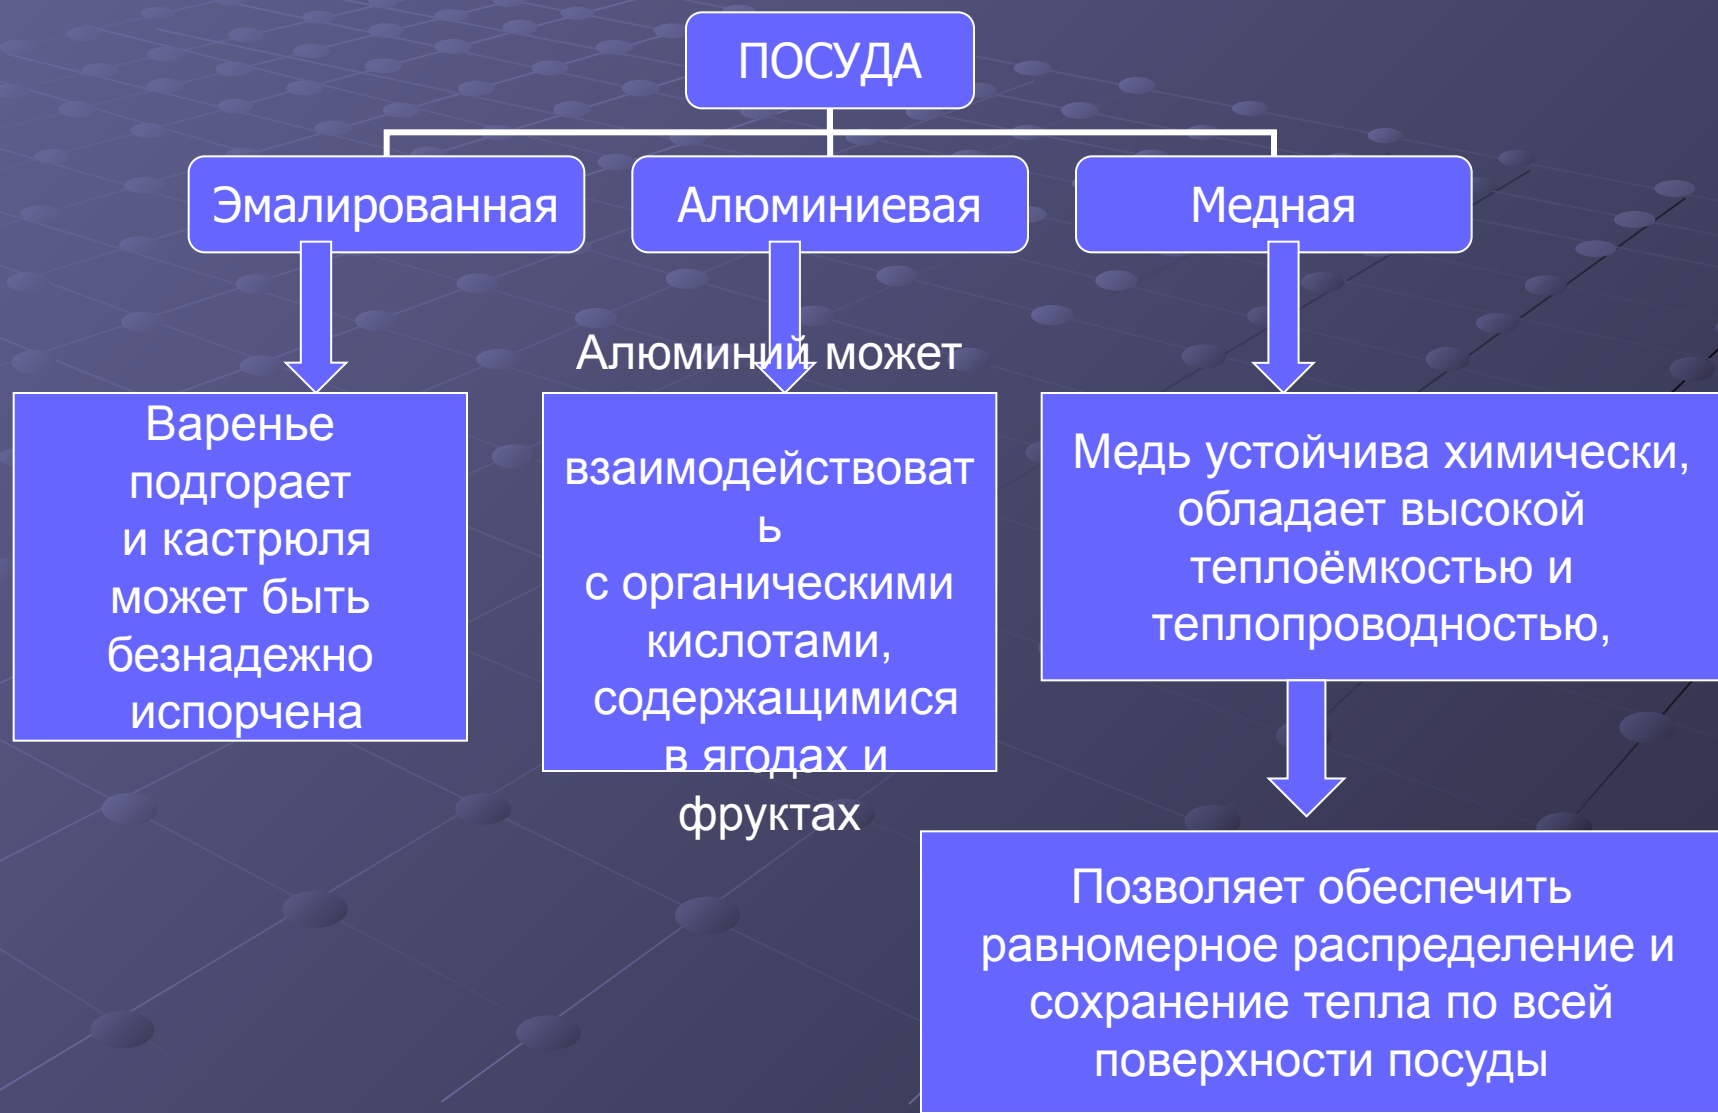 ПОСУДА
Эмалированная
Алюминиевая
Медная
Варенье
подгорает
и кастрюля
может быть
безнадежно
испорчена
Алюминий может
взаимодействоват
ь
с органическими
кислотами,
содержащимися
в ягодах и
фруктах
Медь устойчива химически,
обладает высокой
теплоёмкостью и
теплопроводностью,
Позволяет обеспечить
равномерное распределение и
сохранение тепла по всей
поверхности посуды